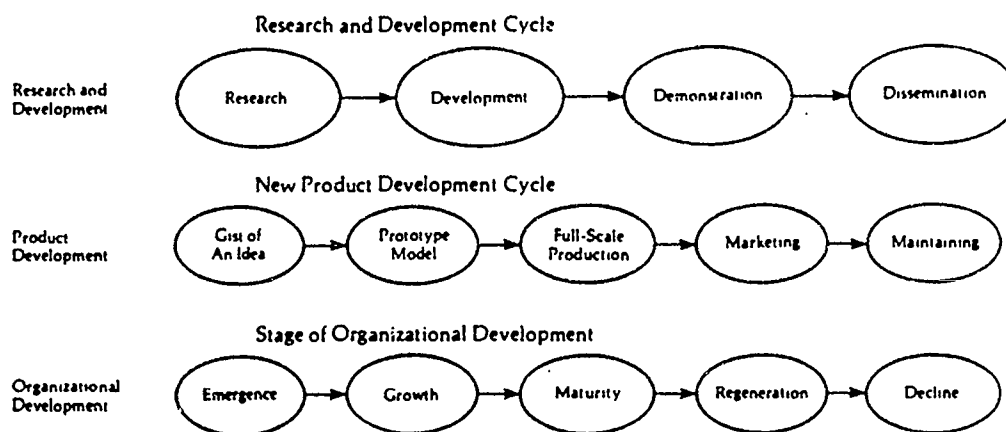 Research and Development Cycle
Research and
Development
Research
Development
Demonstration
Dissemination
New Product Development Cycle
Product
Development
Gist of
An Idea
Prototype
Model
Full-Scale
Production
Marketing
Maintaining
Stage of Organizational Development
Organizational
Development
Emergence
Growth
Maturity
Regeneration
Decline